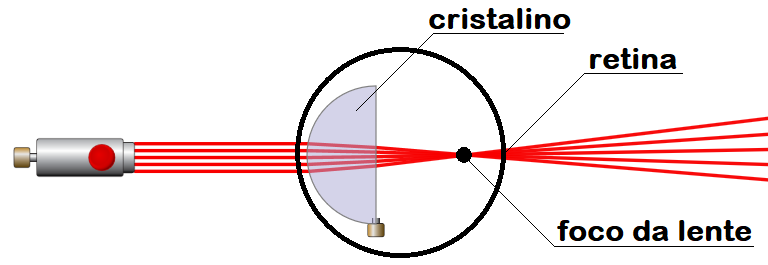 cristalino
retina
foco da lente